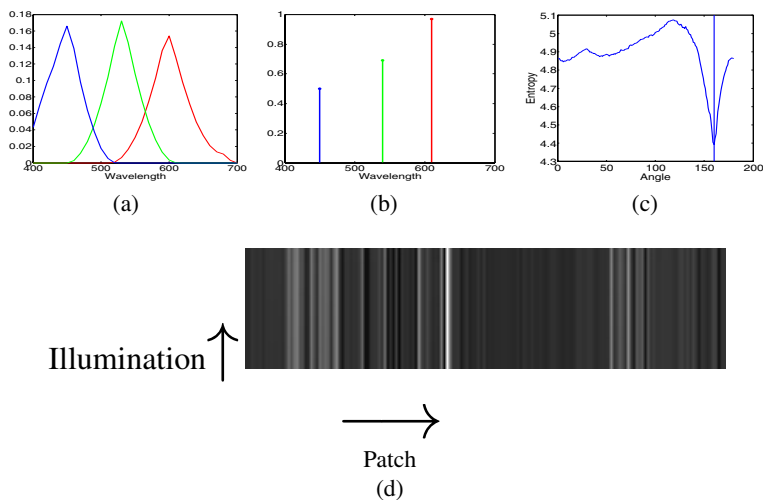 0.18
0.16
0.14
0.12
0.1
0.08
0.06
0.04
0.02
0
400 500 600 700
Wavelength
(a)
1
0.8
0.6
0.4
0.2
0
400 500 600 700
Wavelength
(b)
5.1
5
4.9
4.8
4.7
4.6
4.5
4.4
4.3
Entropy
0 50 100 150 200
Angle
(c)
Illumination
Patch
(d)